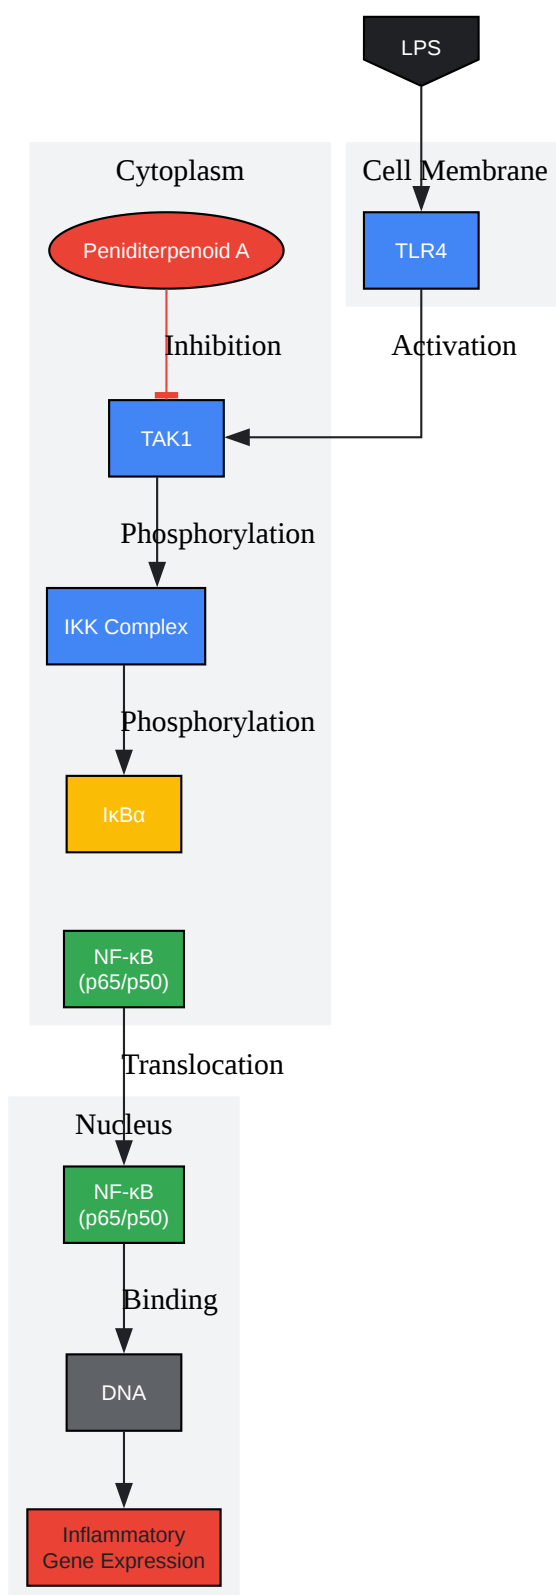 LPS
Cytoplasm
Cell Membrane
Peniditerpenoid A
TLR4
Inhibition
Activation
TAK1
Phosphorylation
IKK Complex
Phosphorylation
IκBα
NF-κB
(p65/p50)
Translocation
Nucleus
NF-κB
(p65/p50)
Binding
DNA
Inflammatory
Gene Expression